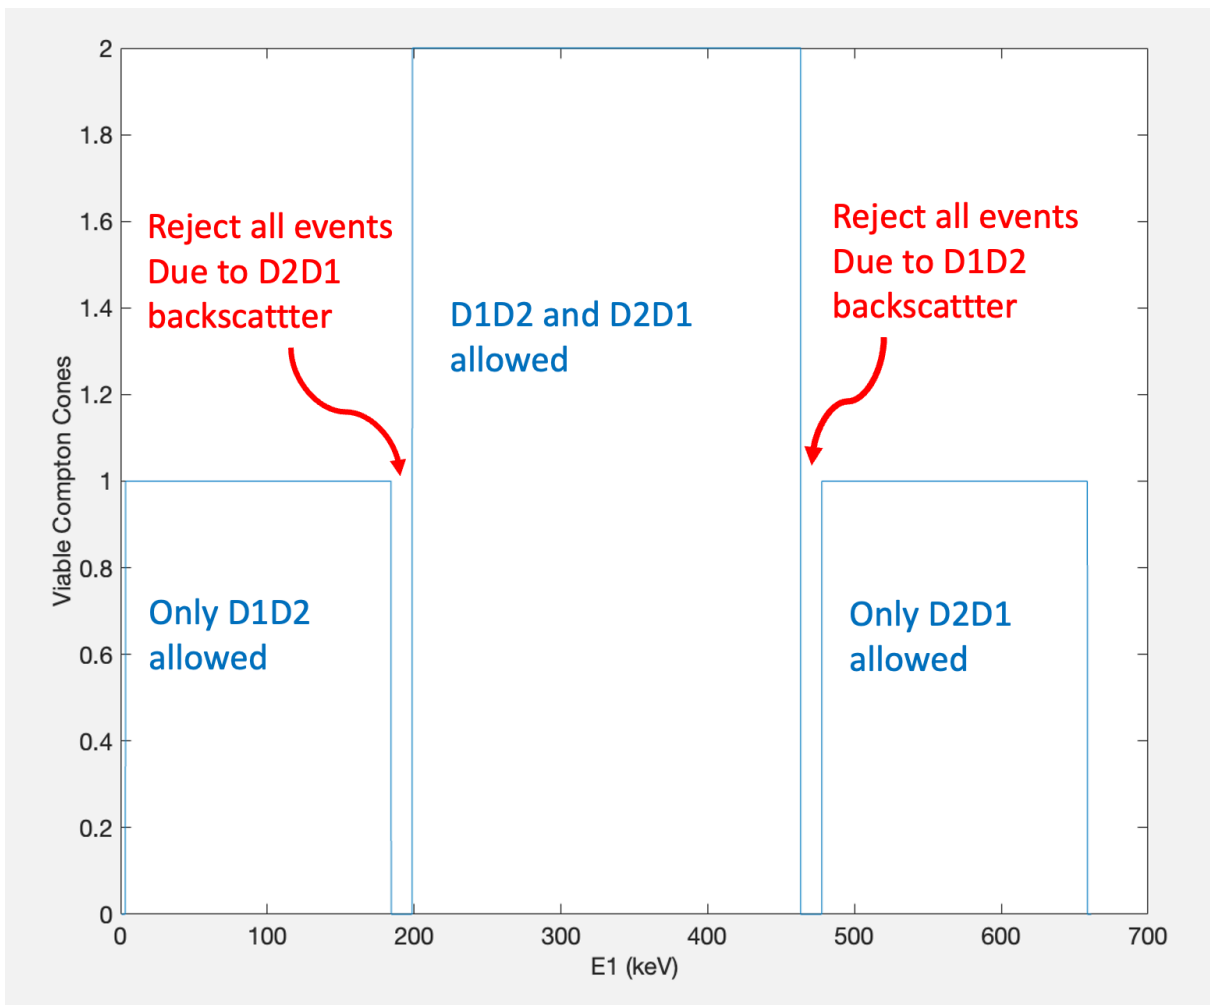 2
1.8
1.6
1.4
1.2
1
0.8
0.6
0.4
0.2
0
Viable Compton Cones
Reject all events
Due to D2D1
backscattter
D1D2 and D2D1
allowed
Reject all events
Due to D1D2
backscattter
Only D1D2
allowed
Only D2D1
allowed
0
100
200
300
400
500
600
700
E1 (keV)